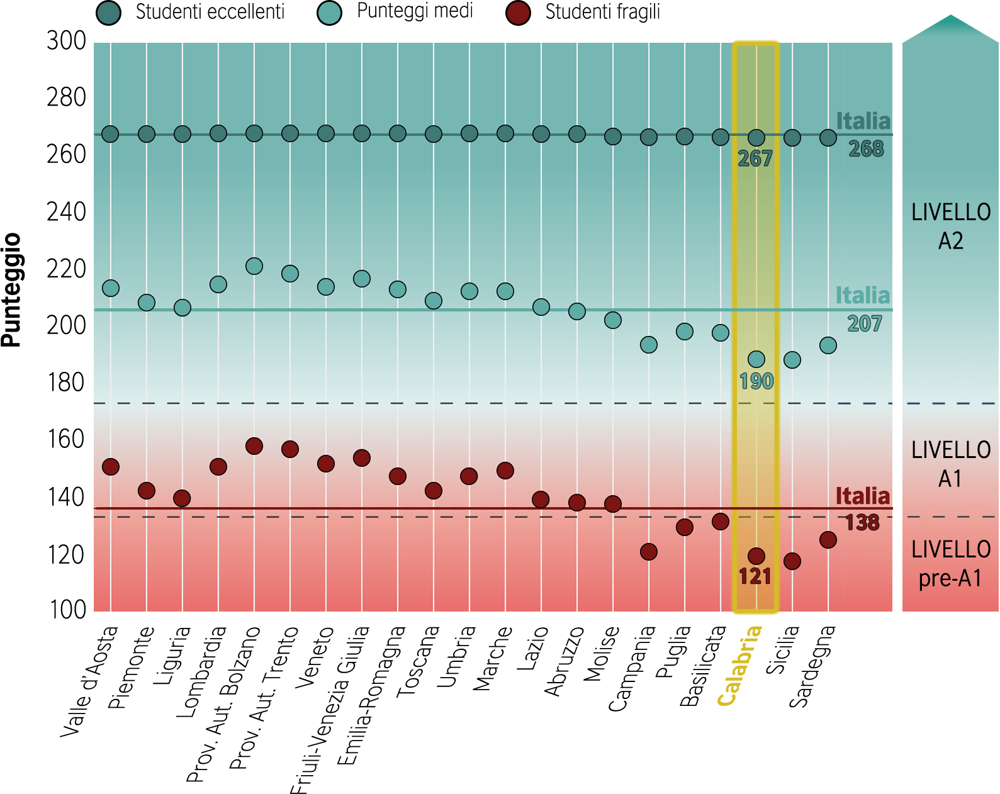 Studenti eccellenti
Punteggi medi
Studenti fragili
Punteggio
300
280
260
240
220
200
180
160
140
120
100
Italia
268
267
Italia
207
190
Italia
138
121
LIVELLO
A2
LIVELLO
A1
LIVELLO
pre-A1
Valle d'Aosta
Piemonte
Liguria
Lombardia
Prov. Aut. Bolzano
Prov. Aut. Trento
Veneto
Friuli-Venezia Giulia
Emilia-Romagna
Toscana
Umbria
Marche
Lazio
Abruzzo
Molise
Campania
Puglia
Basilicata
Calabria
Sicilia
Sardegna